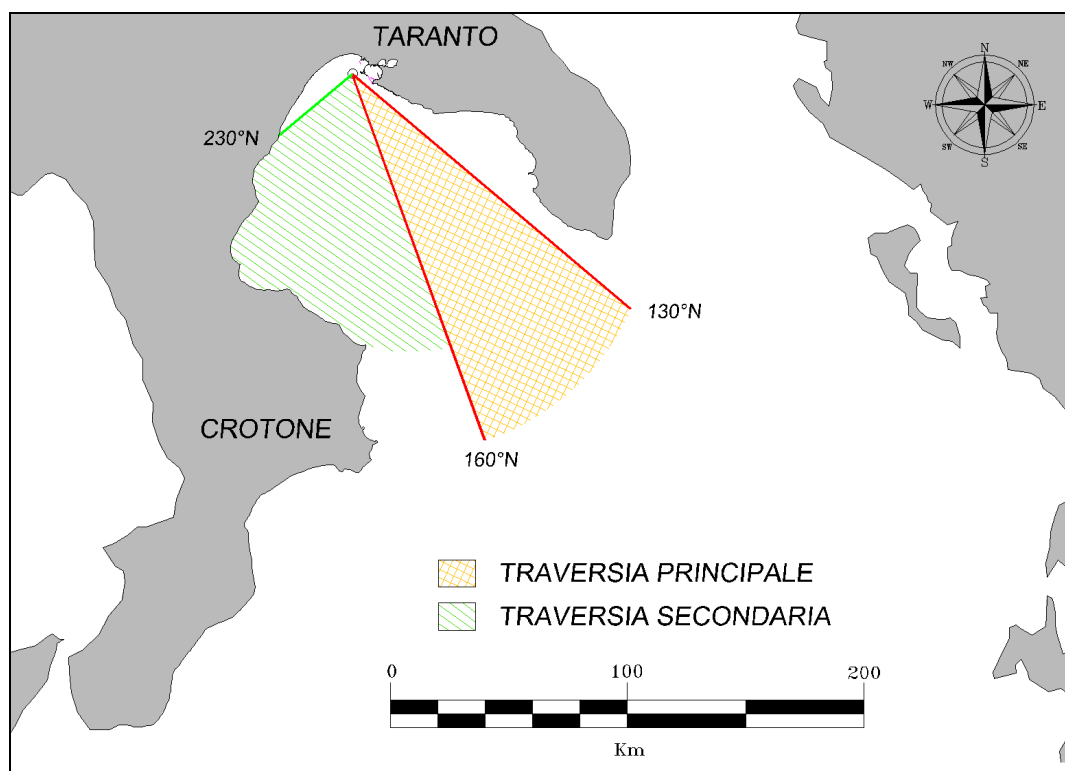 TARANTO
N
NW
NE
W
E
SW
SE
S
230°N
130°N
CROTONE
160°N
TRAVERSIA PRINCIPALE
TRAVERSIA SECONDARIA
0 100 200
Km